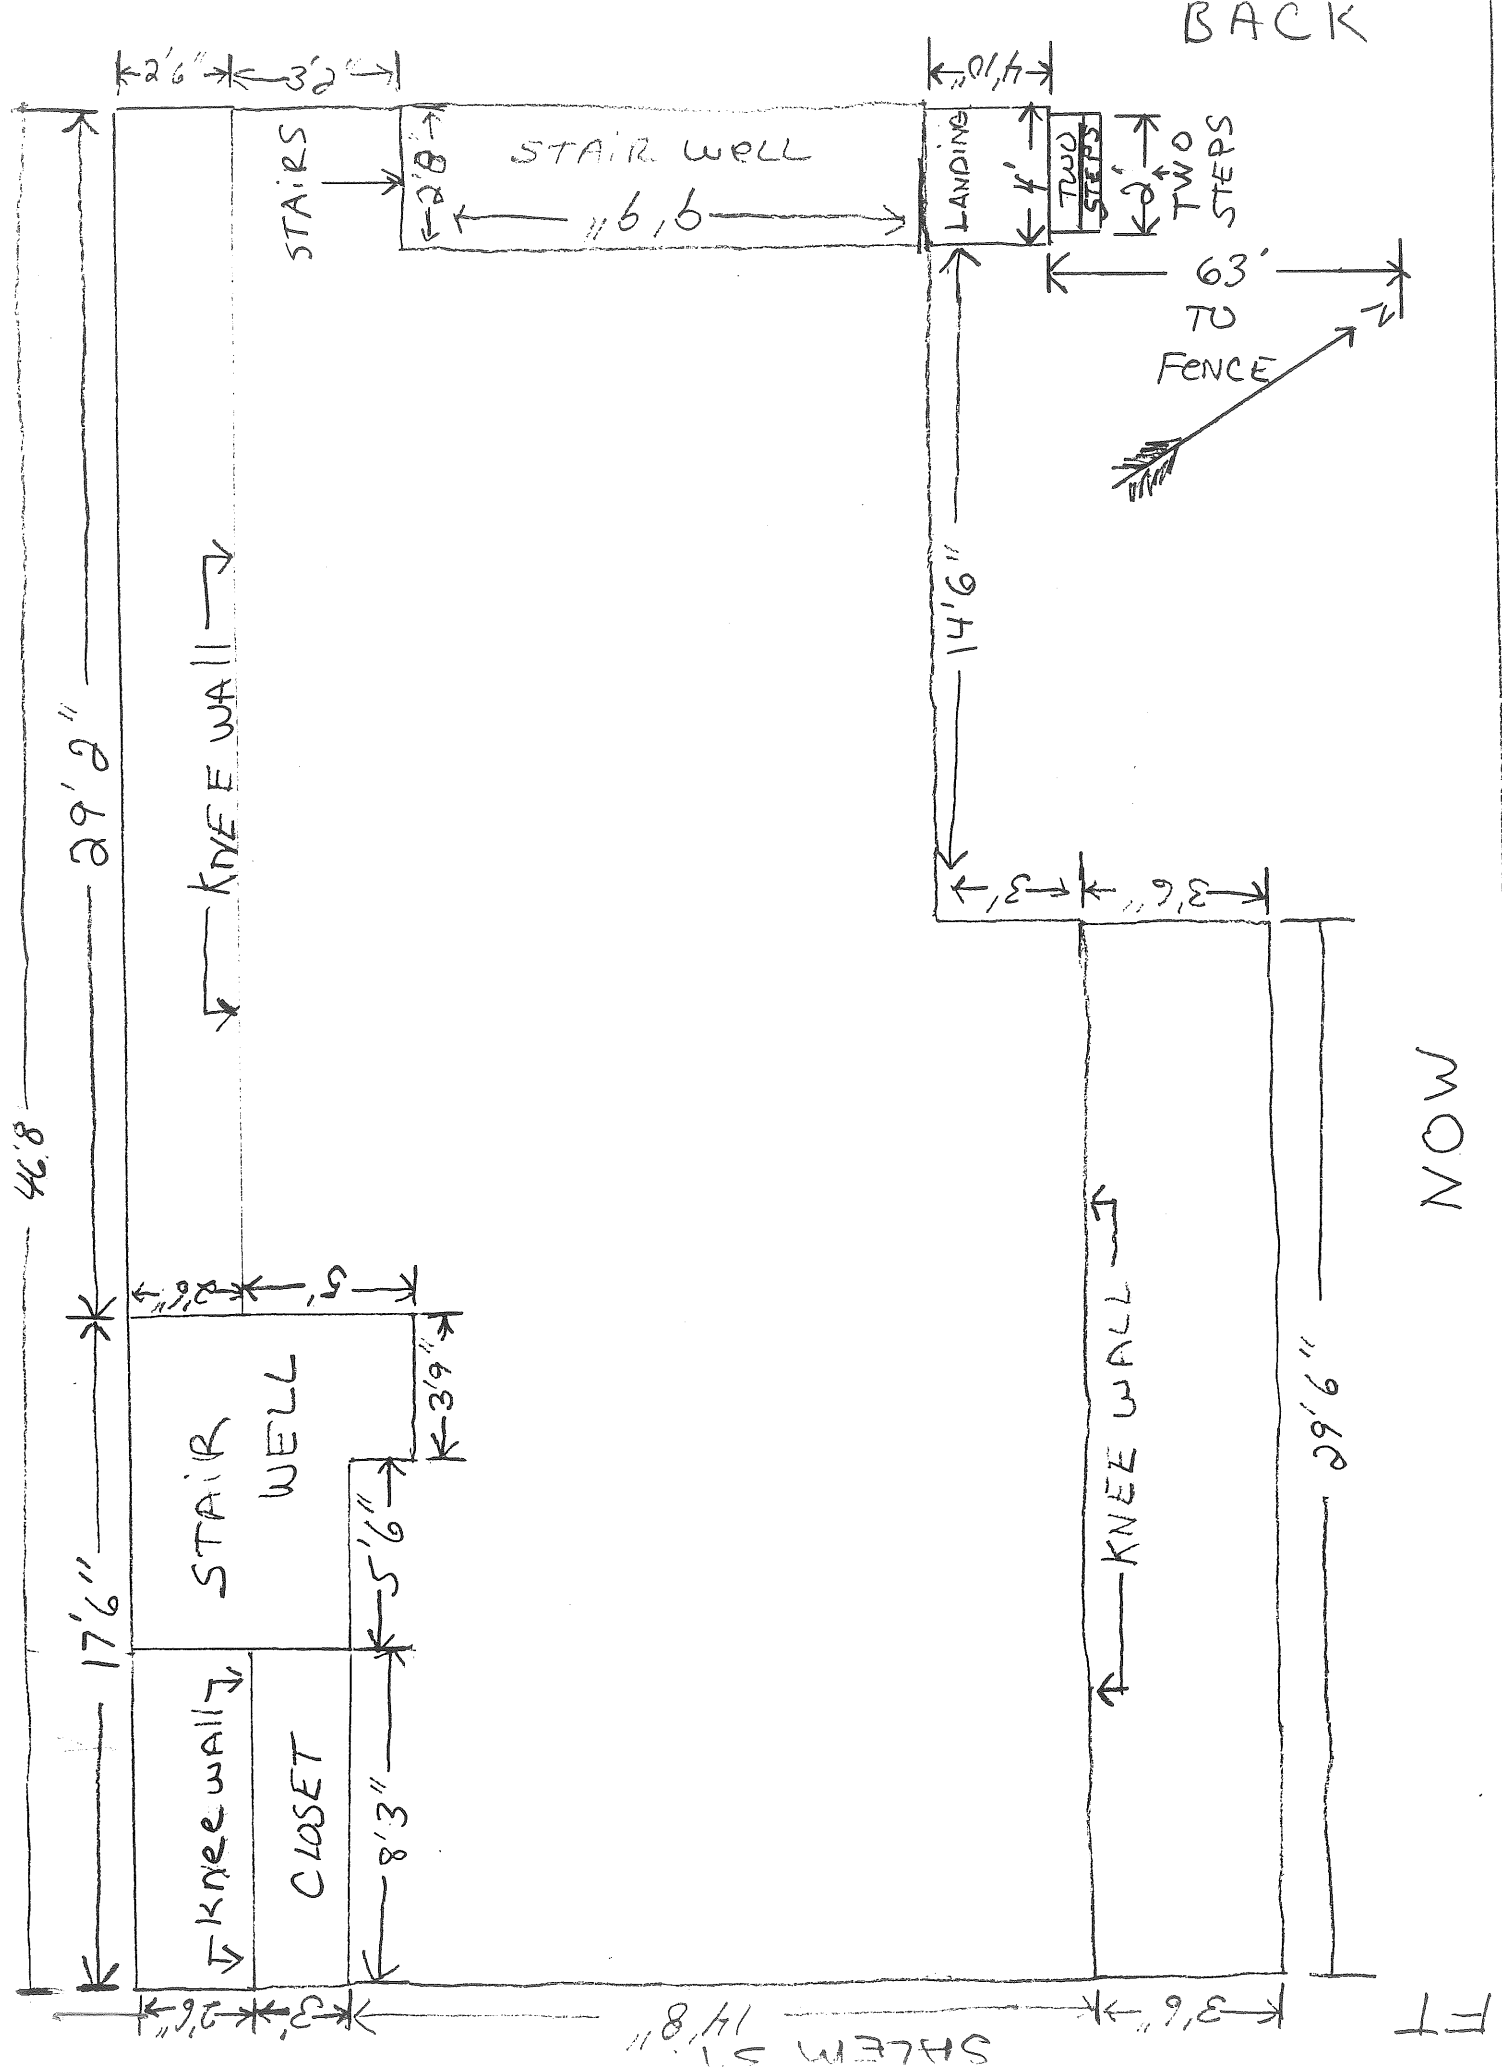 BACK
2'6"
3'2"
4'10"
STAIRS
2'8"
STAIR WELL
9'9"
LANDING
4'
TWO
STEPS
2'
TWO
STEPS
63'
TO
FENCE
N
46'8
29'2"
KNEE WALL
14'6"
3'
3'6"
NOW
5'
3'9"
STAIR
WELL
5'6"
17'6"
KNEE WALL
29'6"
Knee wall
CLOSET
8'3"
2'6"
3'
14'8"
3'6"
SALEM ST
FT